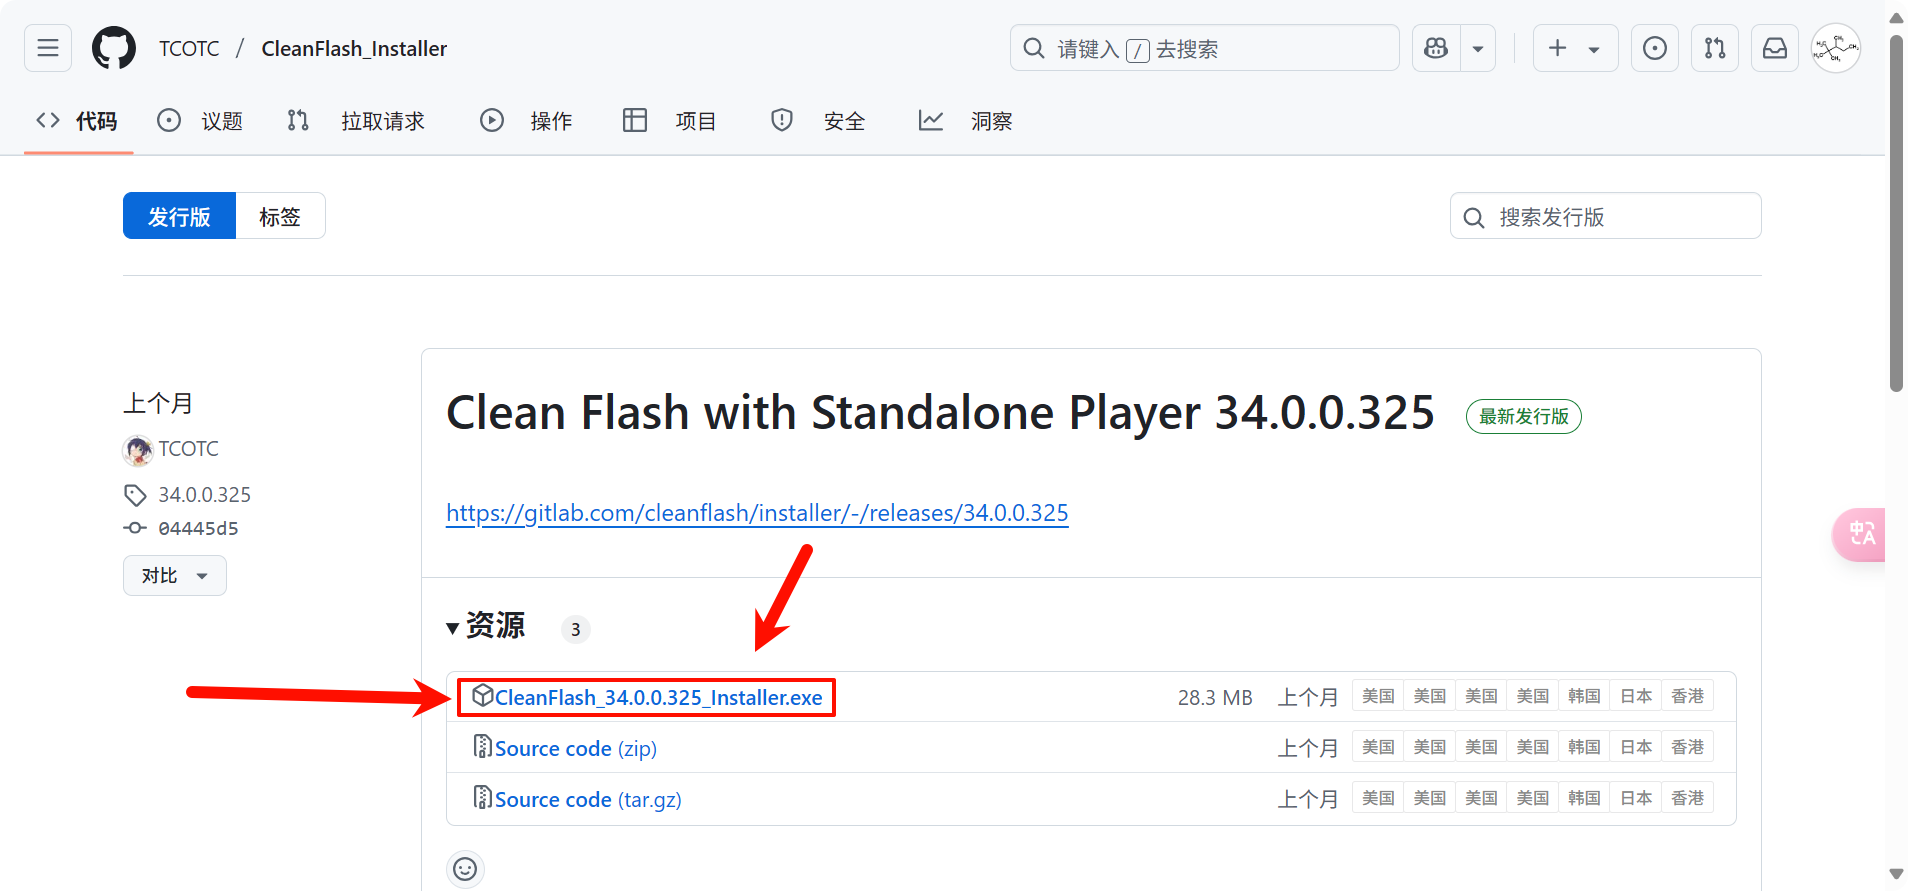 TCOTC / CleanFlash_Installer
请键入 / 去搜索
代码 议题 拉取请求 操作 项目 安全 洞察
发行版 标签
搜索发行版
上个月
TCOTC
34.0.0.325
04445d5
对比
Clean Flash with Standalone Player 34.0.0.325 最新发行版
https://gitlab.com/cleanflash/installer/-/releases/34.0.0.325
资源 3
CleanFlash_34.0.0.325_Installer.exe 28.3 MB 上个月 美国 美国 美国 美国 韩国 日本 香港
Source code (zip) 上个月 美国 美国 美国 美国 韩国 日本 香港
Source code (tar.gz) 上个月 美国 美国 美国 美国 韩国 日本 香港
中A